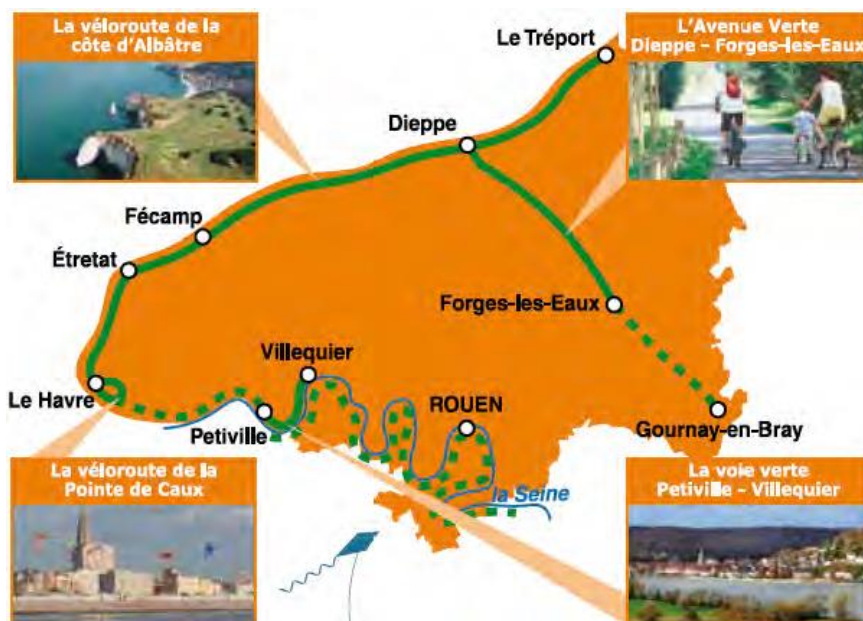 La véloroute de la
côte d'Albâtre
L'Avenue Verte
Dieppe - Forges-les-Eaux
Le Tréport
Dieppe
Fécamp
Étretat
Forges-les-Eaux
Villequier
Le Havre
Petiville
ROUEN
Gournay-en-Bray
la Seine
La véloroute de la
Pointe de Caux
La voie verte
Petiville - Villequier